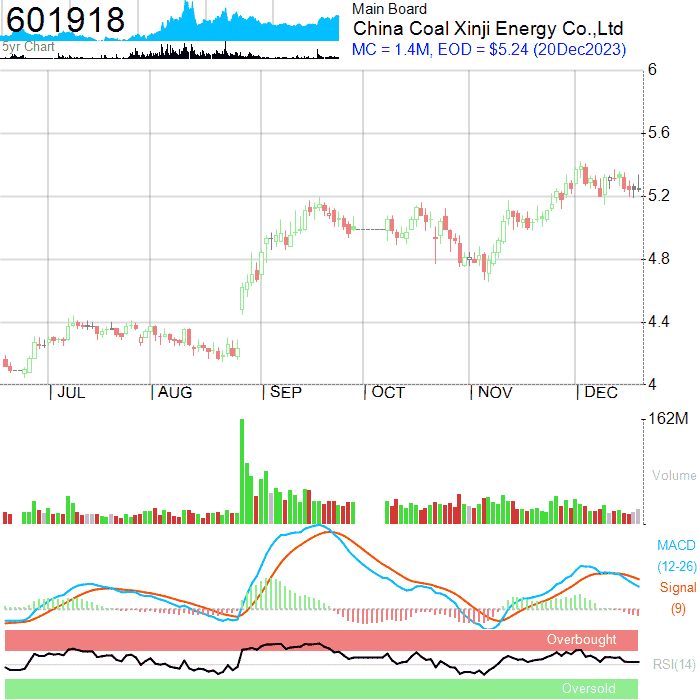 601918
5yr Chart
Main Board
China Coal Xinji Energy Co.,Ltd
MC = 1.4M, EOD = $5.24 (20Dec2023)
6
5.6
5.2
4.8
4.4
4
JUL AUG SEP OCT NOV DEC
162M
Volume
MACD
(12-26)
Signal
(9)
Overbought
RSI(14)
Oversold